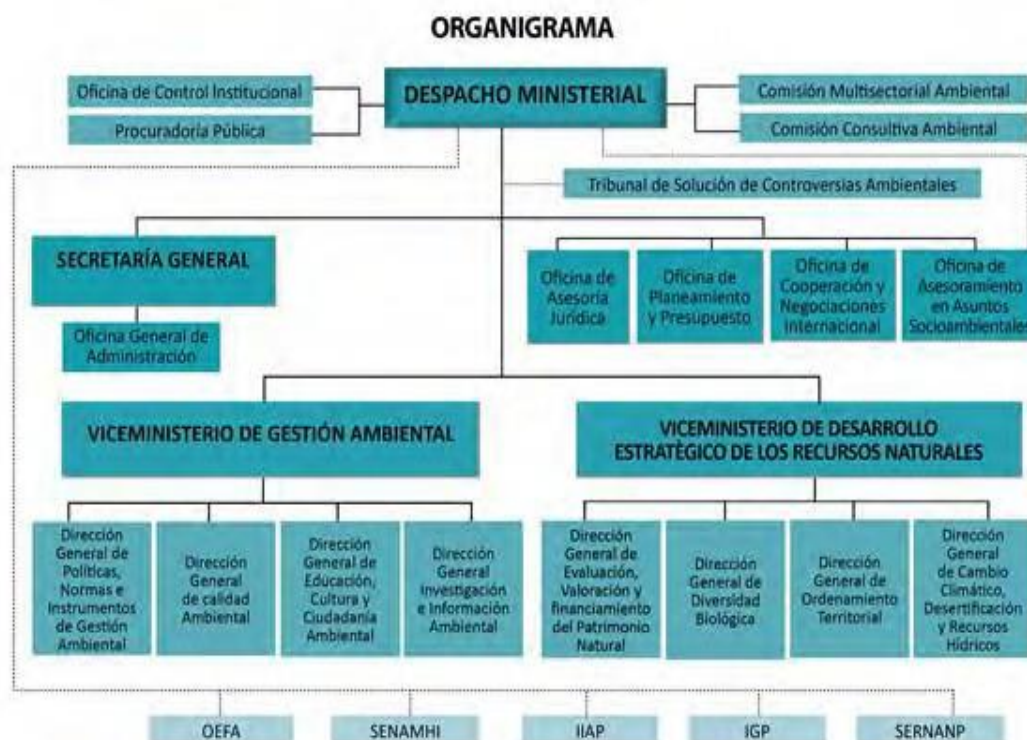 ORGANIGRAMA
DESPACHO MINISTERIAL
Oficina de Control Institucional
Procuradoría Pública
Comisión Multisectorial Ambiental
Comisión Consultiva Ambiental
Tribunal de Solución de Controversias Ambientales
SECRETARÍA GENERAL
Oficina General de
Administración
Oficina de
Asesoría
Jurídica
Oficina de
Planeamiento
y Presupuesto
Oficina de
Cooperación y
Negociaciones
Internacional
Oficina de
Asesoramiento
en Asuntos
Socioambientales
VICEMINISTERIO DE GESTIÓN AMBIENTAL
VICEMINISTERIO DE DESARROLLO
ESTRATÈGICO DE LOS RECURSOS NATURALES
Dirección
General de
Políticas,
Normas e
Instrumentos
de Gestión
Ambiental
Dirección
General
de calidad
Ambiental
Dirección
General de
Educación,
Cultura y
Ciudadanía
Ambiental
Dirección
General
Investigación
e Información
Ambiental
Dirección
General de
Evaluación,
Valoración y
financiamiento
del Patrimonio
Natural
Dirección
General de
Diversidad
Biológica
Dirección
General de
Ordenamiento
Territorial
Dirección
General
de Cambio
Climático,
Desertificación
y Recursos
Hídricos
OEFA
SENAMHI
IIAP
IGP
SERNANP